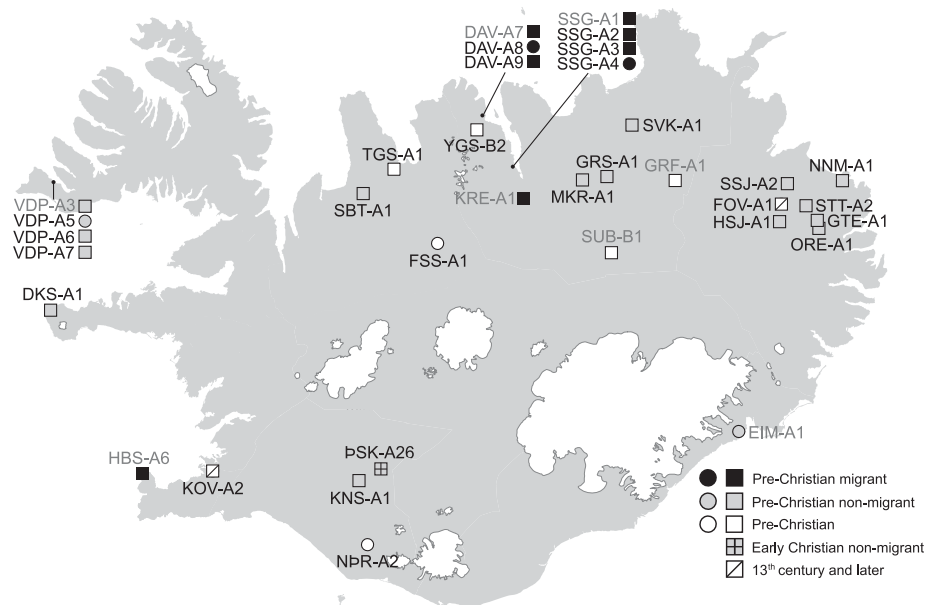 DAV-A7
DAV-A8
DAV-A9
SSG-A1
SSG-A2
SSG-A3
SSG-A4
SVK-A1
TGS-A1
YGS-B2
GRS-A1
GRF-A1
NNM-A1
SSJ-A2
VDP-A3
VDP-A5
VDP-A6
VDP-A7
SBT-A1
KRE-A1
MKR-A1
FOV-A1
STT-A2
HSJ-A1
GTE-A1
ORE-A1
FSS-A1
SUB-B1
DKS-A1
EIM-A1
HBS-A6
KOV-A2
ÞSK-A26
KNS-A1
NÞR-A2
Pre-Christian migrant
Pre-Christian non-migrant
Pre-Christian
Early Christian non-migrant
13th century and later